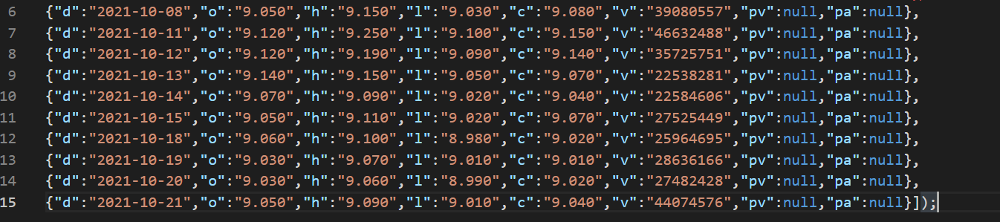 6 {"d":"2021-10-08","o":"9.050","h":"9.150","l":"9.030","c":"9.080","v":"39080557","pv":null,"pa":null},
7 {"d":"2021-10-11","o":"9.120","h":"9.250","l":"9.100","c":"9.150","v":"46632488","pv":null,"pa":null},
8 {"d":"2021-10-12","o":"9.120","h":"9.190","l":"9.090","c":"9.140","v":"35725751","pv":null,"pa":null},
9 {"d":"2021-10-13","o":"9.140","h":"9.150","l":"9.050","c":"9.070","v":"22538281","pv":null,"pa":null},
10 {"d":"2021-10-14","o":"9.070","h":"9.090","l":"9.020","c":"9.040","v":"22584606","pv":null,"pa":null},
11 {"d":"2021-10-15","o":"9.050","h":"9.110","l":"9.020","c":"9.070","v":"27525449","pv":null,"pa":null},
12 {"d":"2021-10-18","o":"9.060","h":"9.100","l":"8.980","c":"9.020","v":"25964695","pv":null,"pa":null},
13 {"d":"2021-10-19","o":"9.030","h":"9.070","l":"9.010","c":"9.010","v":"28636166","pv":null,"pa":null},
14 {"d":"2021-10-20","o":"9.030","h":"9.060","l":"8.990","c":"9.020","v":"27482428","pv":null,"pa":null},
15 {"d":"2021-10-21","o":"9.050","h":"9.090","l":"9.010","c":"9.040","v":"44074576","pv":null,"pa":null}]);